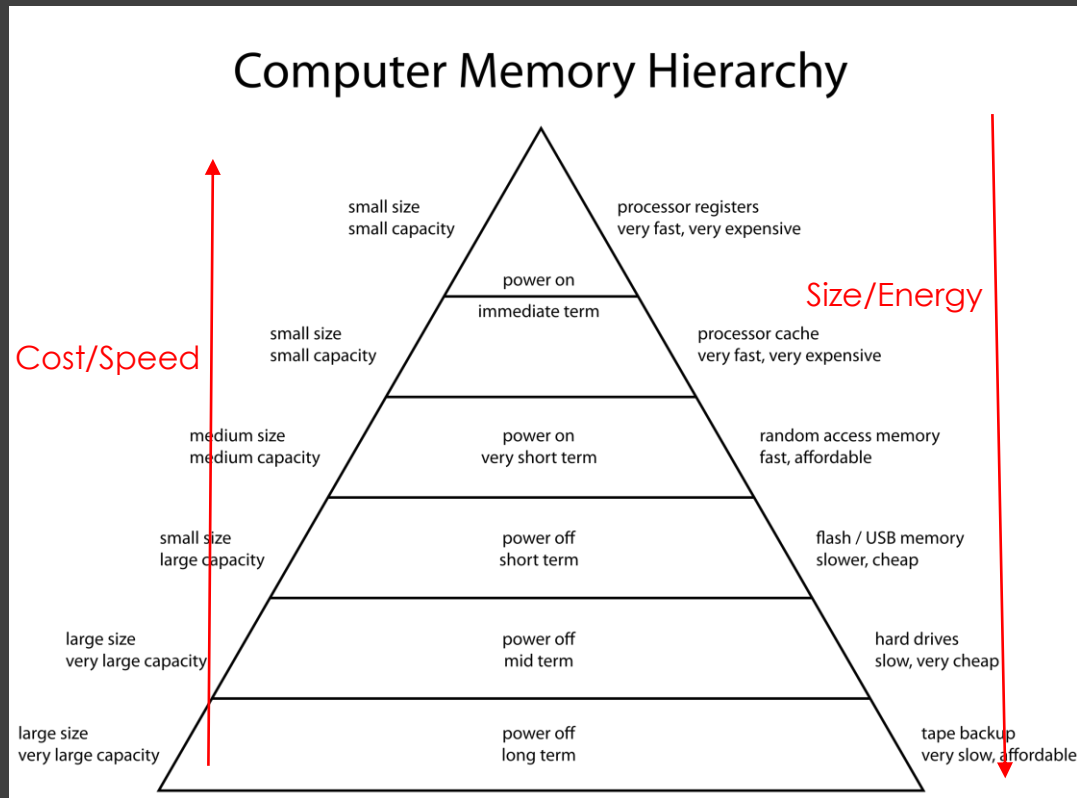 Computer Memory Hierarchy
small size
small capacity
processor registers
very fast, very expensive
power on
immediate term
Size/Energy
small size
small capacity
processor cache
very fast, very expensive
Cost/Speed
medium size
medium capacity
power on
very short term
random access memory
fast, affordable
small size
large capacity
power off
short term
flash / USB memory
slower, cheap
large size
very large capacity
power off
mid term
hard drives
slow, very cheap
large size
very large capacity
power off
long term
tape backup
very slow, affordable